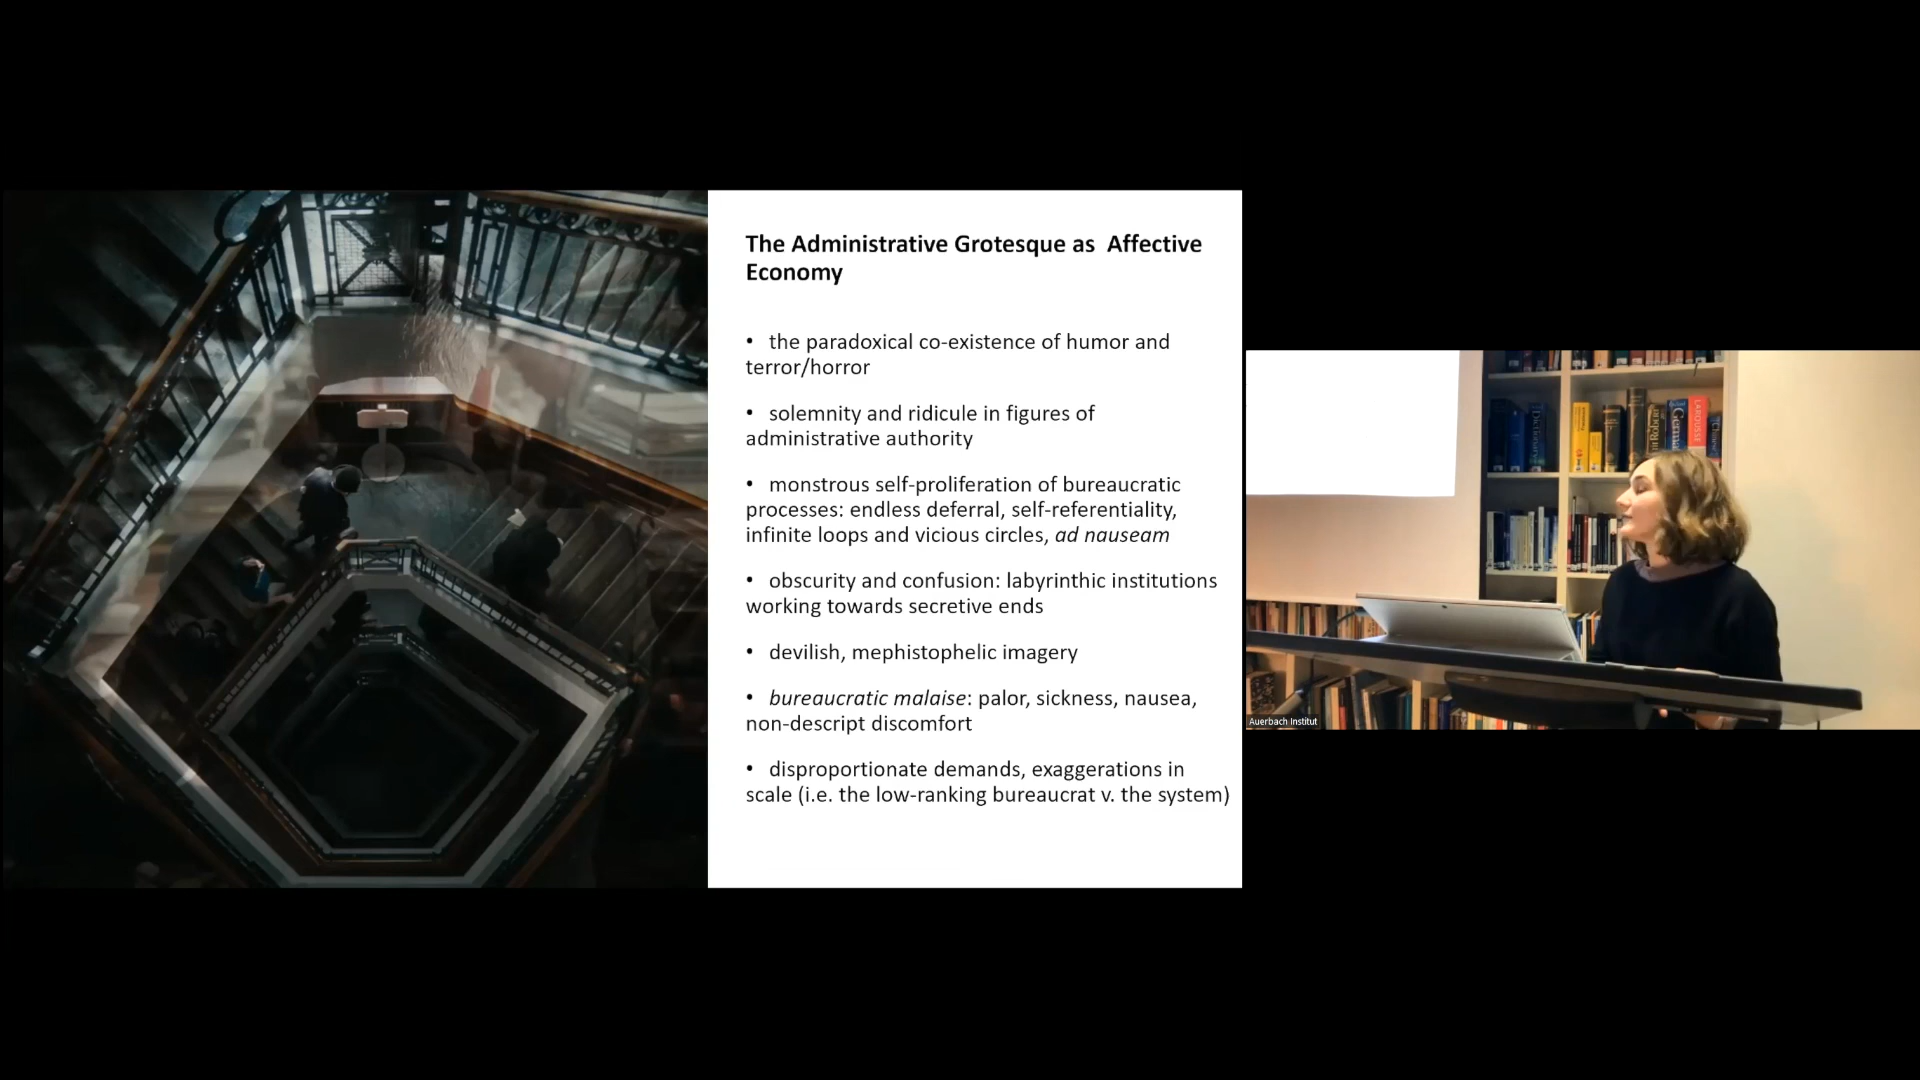 The Administrative Grotesque as  Affective
Economy
•   the paradoxical co-existence of humor and
terror/horror
•   solemnity and ridicule in figures of
administrative authority
•   monstrous self-proliferation of bureaucratic
processes: endless deferral, self-referentiality,
infinite loops and vicious circles, ad nauseam
•   obscurity and confusion: labyrinthic institutions
working towards secretive ends
•   devilish, mephistophelic imagery
•   bureaucratic malaise: palor, sickness, nausea,
non-descript discomfort
•   disproportionate demands, exaggerations in
scale (i.e. the low-ranking bureaucrat v. the system)
Dictionary
German
LAROUSSE
Auerbach Institut